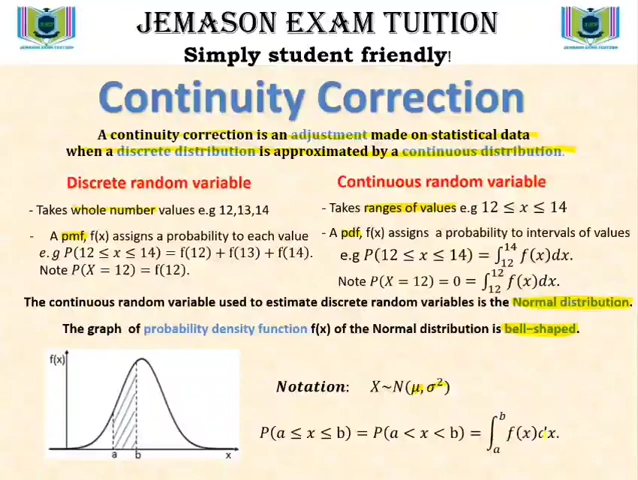 JEMASON EXAM TUITION
Simply student friendly!
Continuity Correction
A continuity correction is an adjustment made on statistical data
when a discrete distribution is approximated by a continuous distribution.
Discrete random variable
- Takes whole number values e.g 12,13,14
- A pmf, f(x) assigns a probability to each value
e.g P(12 ≤ x ≤ 14) = f(12) + f(13) + f(14).
Note P(X = 12) = f(12).
Continuous random variable
- Takes ranges of values e.g 12 ≤ x ≤ 14
- A pdf, f(x) assigns a probability to intervals of values
e.g P(12 ≤ x ≤ 14) = ∫₁₂¹⁴ f(x)dx.
Note P(X = 12) = 0 = ∫₁₂¹² f(x)dx.
The continuous random variable used to estimate discrete random variables is the Normal distribution.
The graph of probability density function f(x) of the Normal distribution is bell-shaped.
f(x)
a b x
Notation: X~N(μ, σ²)
P(a ≤ x ≤ b) = P(a < x < b) = ∫ₐᵇ f(x)dx.